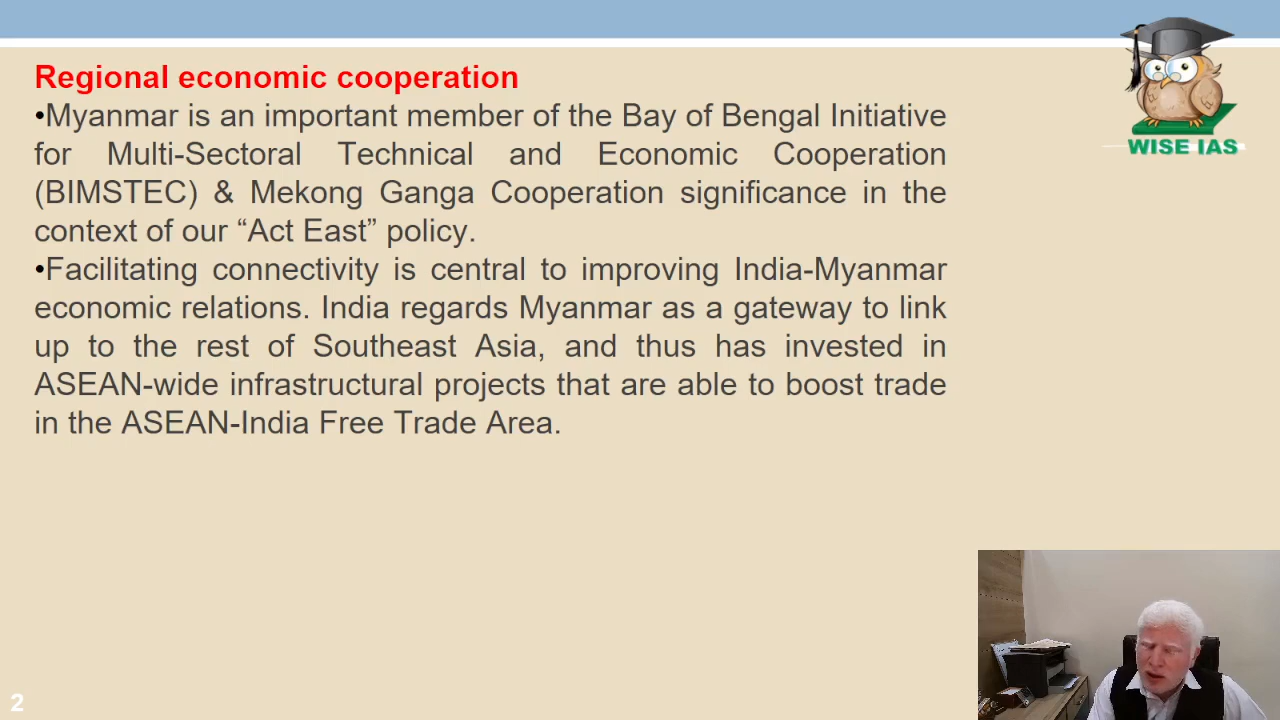 Regional economic cooperation
•Myanmar is an important member of the Bay of Bengal Initiative
for Multi-Sectoral Technical and Economic Cooperation
(BIMSTEC) & Mekong Ganga Cooperation significance in the
context of our “Act East” policy.
•Facilitating connectivity is central to improving India-Myanmar
economic relations. India regards Myanmar as a gateway to link
up to the rest of Southeast Asia, and thus has invested in
ASEAN-wide infrastructural projects that are able to boost trade
in the ASEAN-India Free Trade Area.
WISE IAS
2